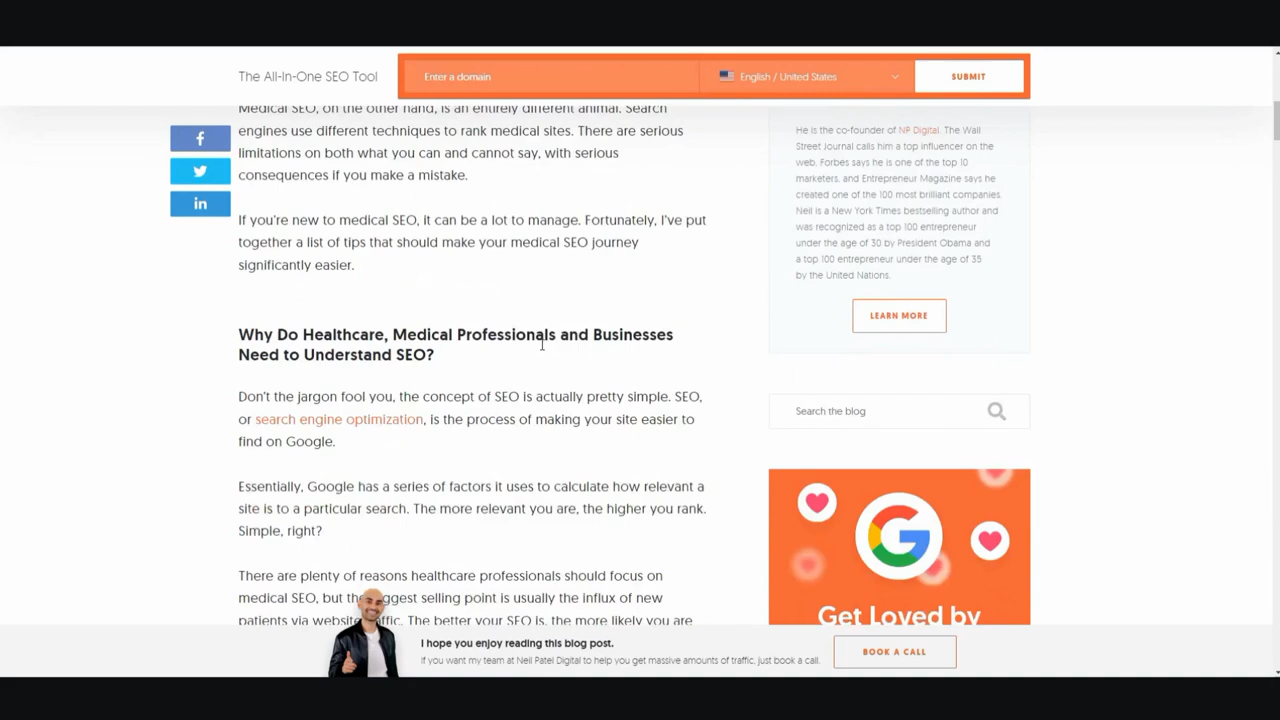 The All-In-One SEO Tool
Enter a domain
English / United States
SUBMIT
Medical SEO, on the other hand, is an entirely different animal. Search
engines use different techniques to rank medical sites. There are serious
limitations on both what you can and cannot say, with serious
consequences if you make a mistake.
If you're new to medical SEO, it can be a lot to manage. Fortunately, I've put
together a list of tips that should make your medical SEO journey
significantly easier.
Why Do Healthcare, Medical Professionals and Businesses
Need to Understand SEO?
Don't the jargon fool you, the concept of SEO is actually pretty simple. SEO,
or search engine optimization, is the process of making your site easier to
find on Google.
Essentially, Google has a series of factors it uses to calculate how relevant a
site is to a particular search. The more relevant you are, the higher you rank.
Simple, right?
There are plenty of reasons healthcare professionals should focus on
medical SEO, but the biggest selling point is usually the influx of new
patients via website traffic. The better your SEO is, the more likely you are
He is the co-founder of NP Digital. The Wall
Street Journal calls him a top influencer on the
web, Forbes says he is one of the top 10
marketers, and Entrepreneur Magazine says he
created one of the 100 most brilliant companies.
Neil is a New York Times bestselling author and
was recognized as a top 100 entrepreneur
under the age of 30 by President Obama and
a top 100 entrepreneur under the age of 35
by the United Nations.
LEARN MORE
Search the blog
Get Loved by
I hope you enjoy reading this blog post.
If you want my team at Neil Patel Digital to help you get massive amounts of traffic, just book a call.
BOOK A CALL